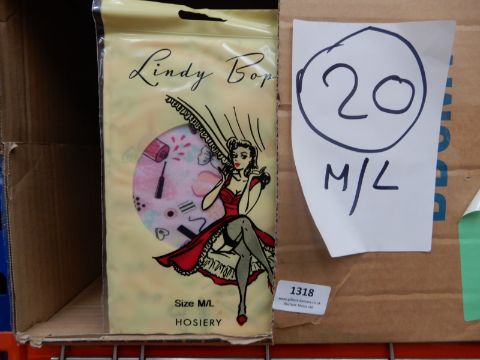 Lindy Bop
20
M/L
1318
Size M/L
HOSIERY